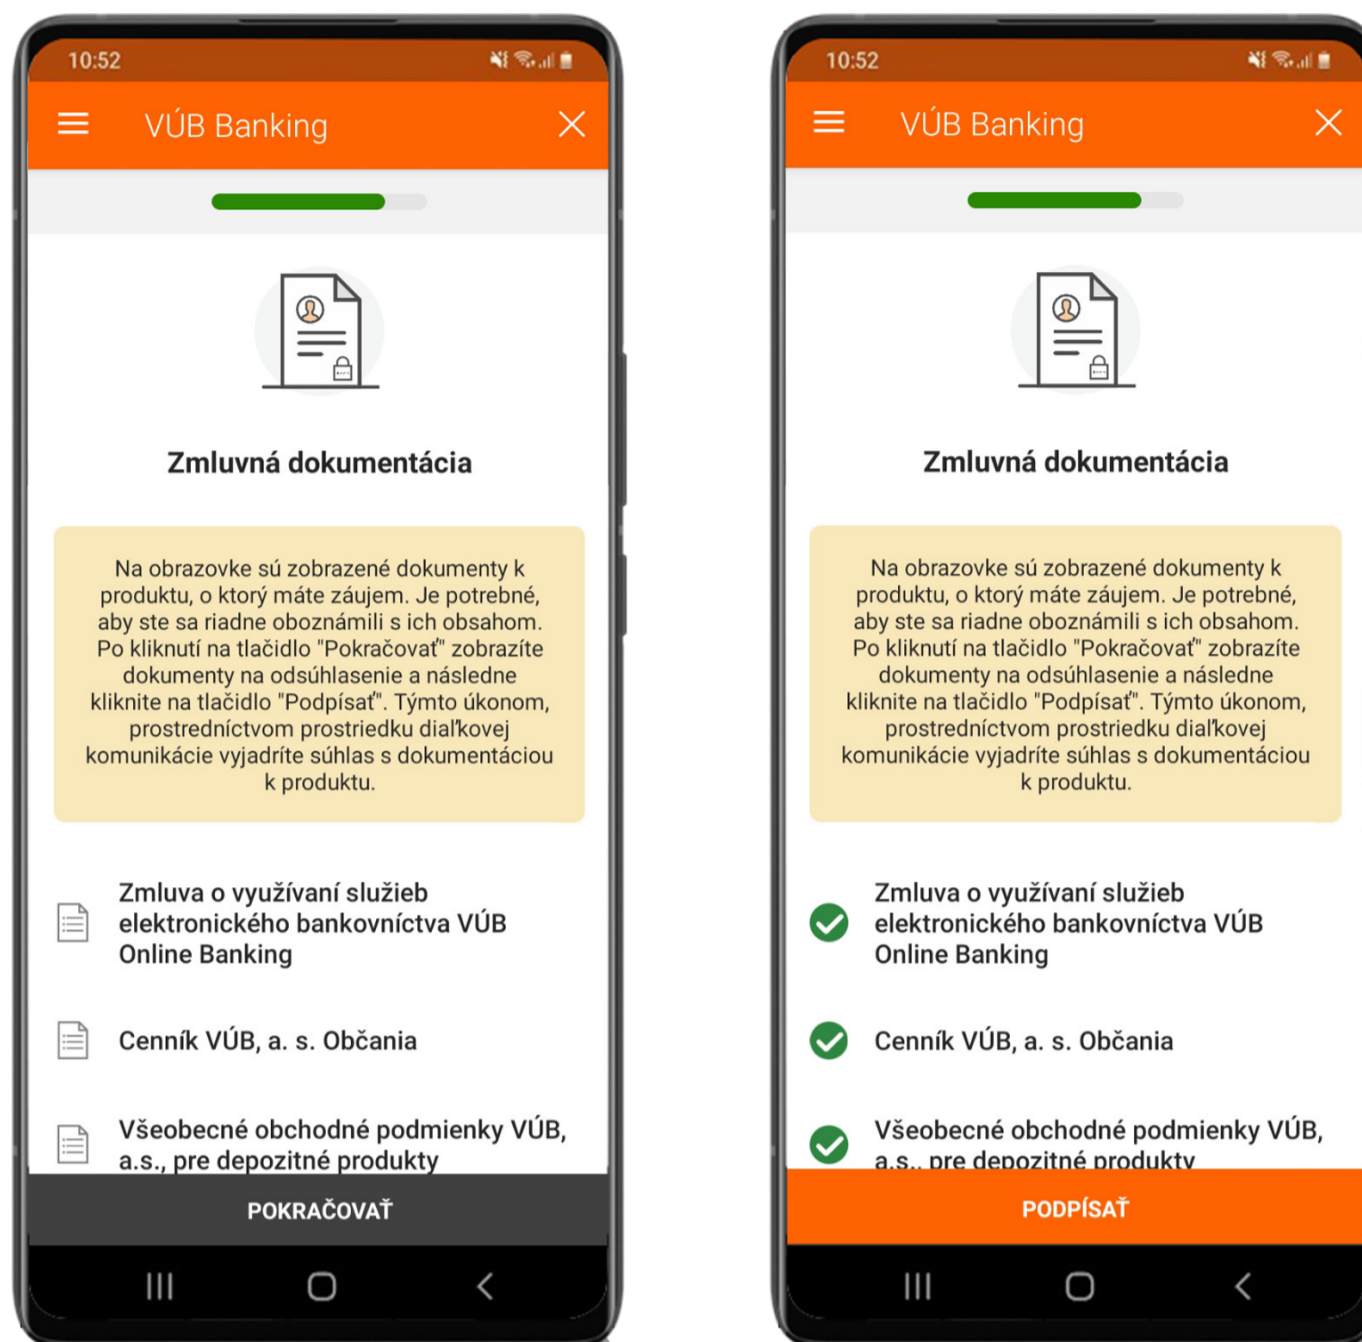 10:52
VÚB Banking
Zmluvná dokumentácia
Na obrazovke sú zobrazené dokumenty k
produktu, o ktorý máte záujem. Je potrebné,
aby ste sa riadne oboznámili s ich obsahom.
Po kliknutí na tlačidlo "Pokračovať" zobrazíte
dokumenty na odsúhlasenie a následne
kliknite na tlačidlo "Podpísať". Týmto úkonom,
prostredníctvom prostriedku diaľkovej
komunikácie vyjadríte súhlas s dokumentáciou
k produktu.
Zmluva o využívaní služieb
elektronického bankovníctva VÚB
Online Banking
Cenník VÚB, a. s. Občania
Všeobecné obchodné podmienky VÚB,
a.s., pre depozitné produkty
POKRAČOVAŤ
10:52
VÚB Banking
Zmluvná dokumentácia
Na obrazovke sú zobrazené dokumenty k
produktu, o ktorý máte záujem. Je potrebné,
aby ste sa riadne oboznámili s ich obsahom.
Po kliknutí na tlačidlo "Pokračovať" zobrazíte
dokumenty na odsúhlasenie a následne
kliknite na tlačidlo "Podpísať". Týmto úkonom,
prostredníctvom prostriedku diaľkovej
komunikácie vyjadríte súhlas s dokumentáciou
k produktu.
Zmluva o využívaní služieb
elektronického bankovníctva VÚB
Online Banking
Cenník VÚB, a. s. Občania
Všeobecné obchodné podmienky VÚB,
a.s., pre depozitné produkty
PODPÍSAŤ